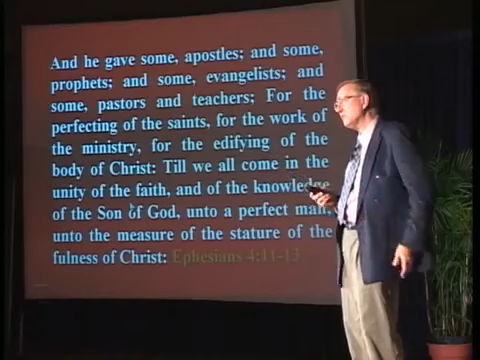 And he gave some, apostles; and some,
prophets; and some, evangelists; and
some, pastors and teachers; For the
perfecting of the saints, for the work of
the ministry, for the edifying of the
body of Christ: Till we all come in the
unity of the faith, and of the knowledge
of the Son of God, unto a perfect man,
unto the measure of the stature of the
fulness of Christ: Ephesians 4:11-13